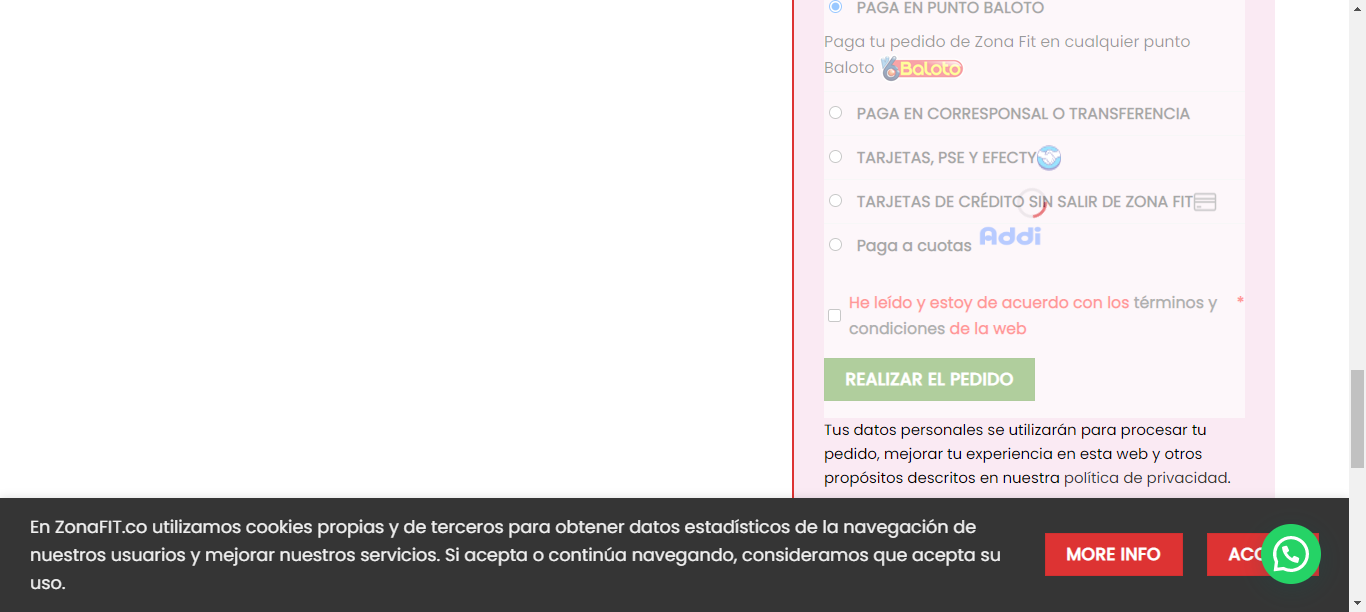 PAGA EN PUNTO BALOTO
Paga tu pedido de Zona Fit en cualquier punto
Baloto Baloto
PAGA EN CORRESPONSAL O TRANSFERENCIA
TARJETAS, PSE Y EFECTY
TARJETAS DE CRÉDITO SIN SALIR DE ZONA FIT
Paga a cuotas Addi
He leído y estoy de acuerdo con los términos y *
condiciones de la web
REALIZAR EL PEDIDO
Tus datos personales se utilizarán para procesar tu
pedido, mejorar tu experiencia en esta web y otros
propósitos descritos en nuestra política de privacidad.
En ZonaFIT.co utilizamos cookies propias y de terceros para obtener datos estadísticos de la navegación de
nuestros usuarios y mejorar nuestros servicios. Si acepta o continúa navegando, consideramos que acepta su
uso.
MORE INFO